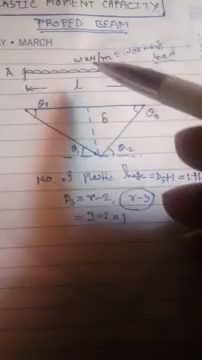 LASTIC MOMENT CAPACITY
PROPED BEAM.
Y • MARCH
w kN/m = working load
A
l
θ1 δ θ2
θ1 θ2
No. of plastic hinge = Ds+1 = 1+1
Ds = r-2, r-3
= 3-2 = 1